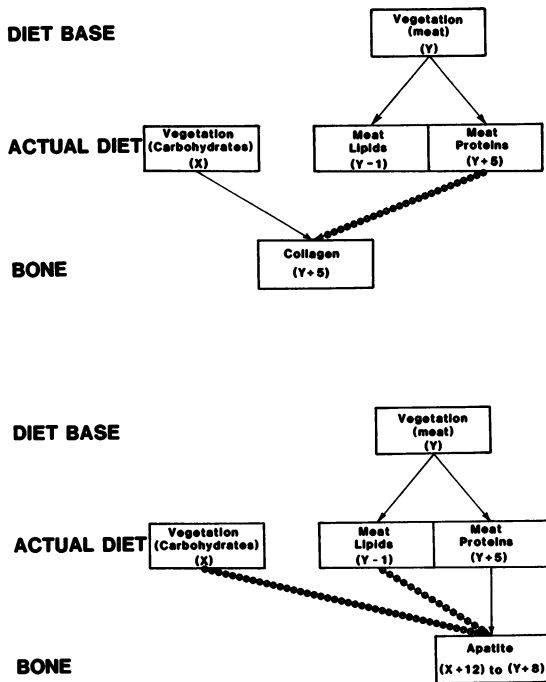 DIET BASE
Vegetation
(meat)
(Y)
ACTUAL DIET
Vegetation
(Carbohydrates)
(X)
Meat
Lipids
(Y-1)
Meat
Proteins
(Y+5)
BONE
Collagen
(Y+5)
DIET BASE
Vegetation
(meat)
(Y)
ACTUAL DIET
Vegetation
(Carbohydrates)
(X)
Meat
Lipids
(Y-1)
Meat
Proteins
(Y+5)
BONE
Apatite
(X+12) to (Y+8)